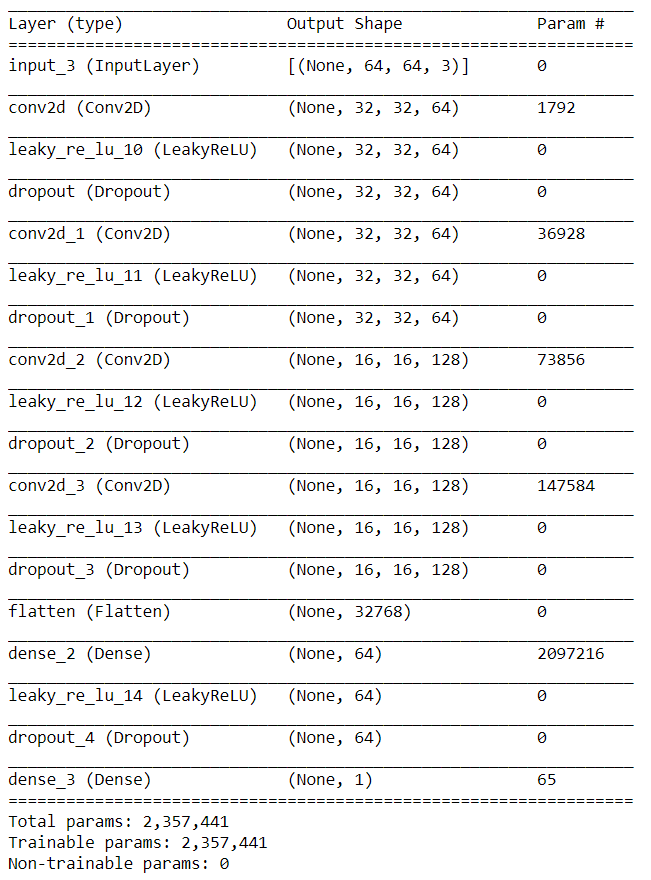 Layer (type) Output Shape Param #
input_3 (InputLayer) [(None, 64, 64, 3)] 0
conv2d (Conv2D) (None, 32, 32, 64) 1792
leaky_re_lu_10 (LeakyReLU) (None, 32, 32, 64) 0
dropout (Dropout) (None, 32, 32, 64) 0
conv2d_1 (Conv2D) (None, 32, 32, 64) 36928
leaky_re_lu_11 (LeakyReLU) (None, 32, 32, 64) 0
dropout_1 (Dropout) (None, 32, 32, 64) 0
conv2d_2 (Conv2D) (None, 16, 16, 128) 73856
leaky_re_lu_12 (LeakyReLU) (None, 16, 16, 128) 0
dropout_2 (Dropout) (None, 16, 16, 128) 0
conv2d_3 (Conv2D) (None, 16, 16, 128) 147584
leaky_re_lu_13 (LeakyReLU) (None, 16, 16, 128) 0
dropout_3 (Dropout) (None, 16, 16, 128) 0
flatten (Flatten) (None, 32768) 0
dense_2 (Dense) (None, 64) 2097216
leaky_re_lu_14 (LeakyReLU) (None, 64) 0
dropout_4 (Dropout) (None, 64) 0
dense_3 (Dense) (None, 1) 65
Total params: 2,357,441
Trainable params: 2,357,441
Non-trainable params: 0